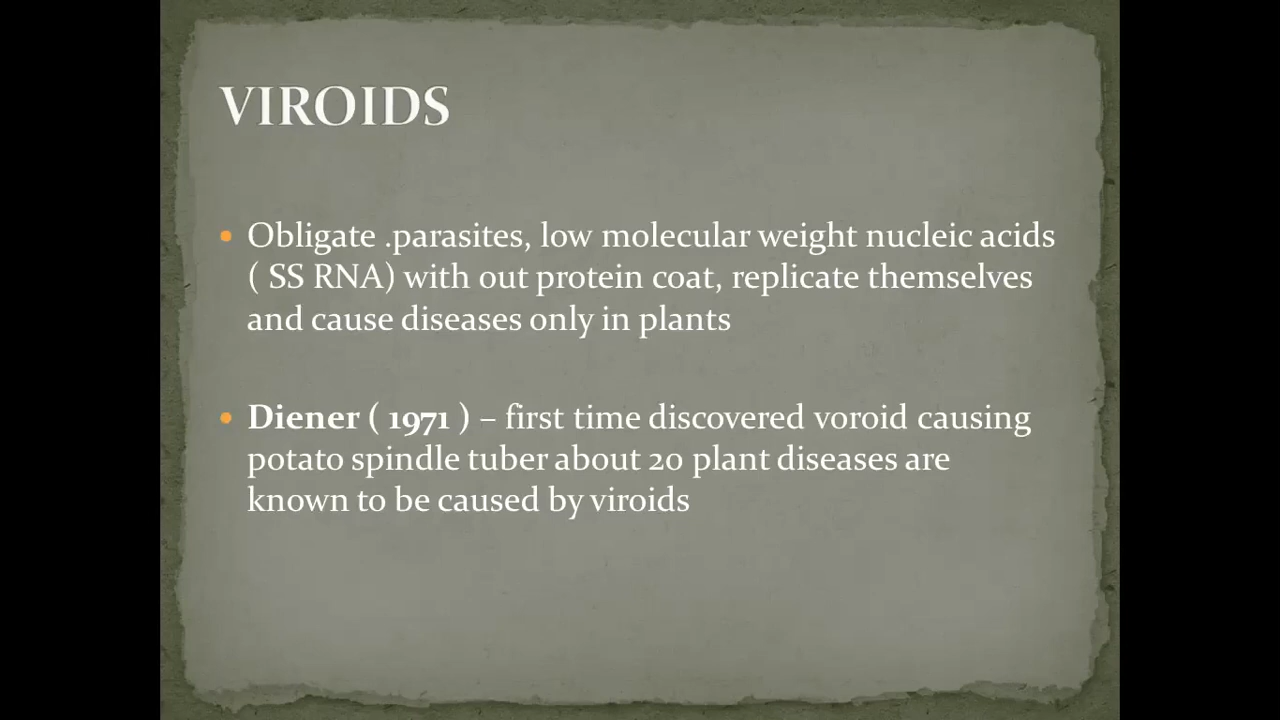 VIROIDS
• Obligate .parasites, low molecular weight nucleic acids
( SS RNA) with out protein coat, replicate themselves
and cause diseases only in plants
• Diener ( 1971 ) – first time discovered voroid causing
potato spindle tuber about 20 plant diseases are
known to be caused by viroids